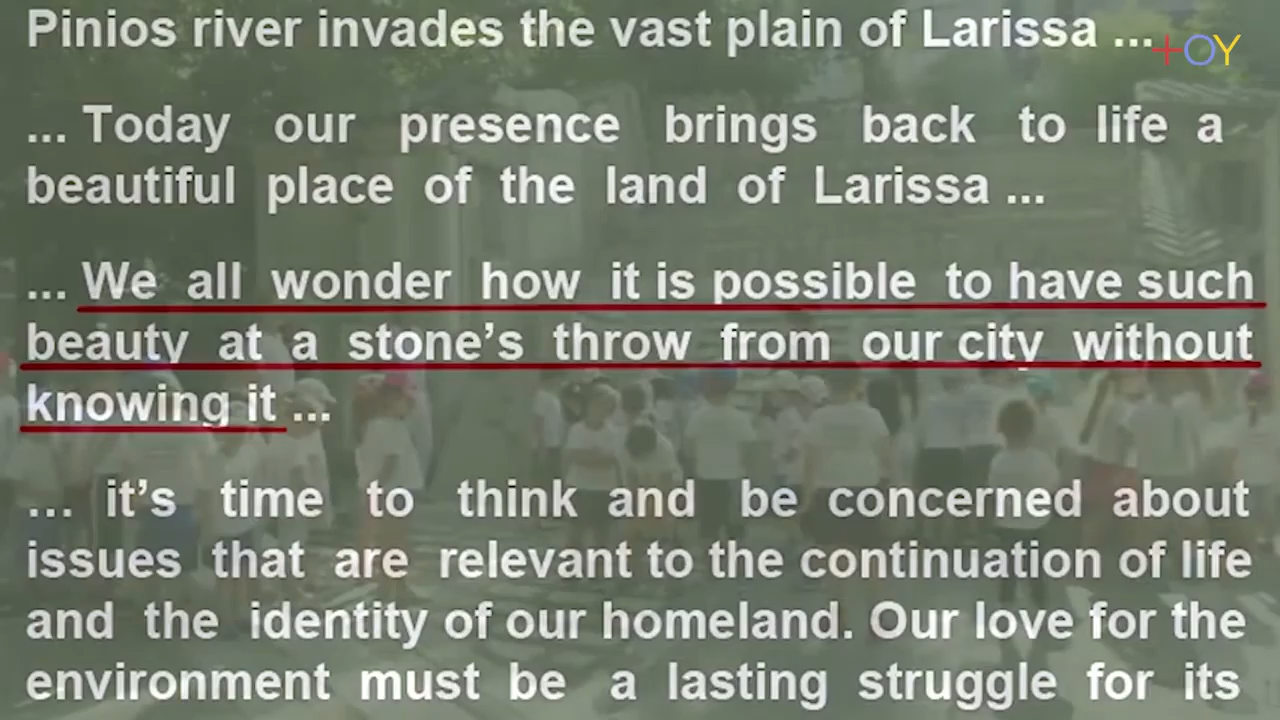 Pinios river invades the vast plain of Larissa ...
+OY
... Today our presence brings back to life a
beautiful place of the land of Larissa ...
... We all wonder how it is possible to have such
beauty at a stone’s throw from our city without
knowing it ...
... it’s time to think and be concerned about
issues that are relevant to the continuation of life
and the identity of our homeland. Our love for the
environment must be a lasting struggle for its